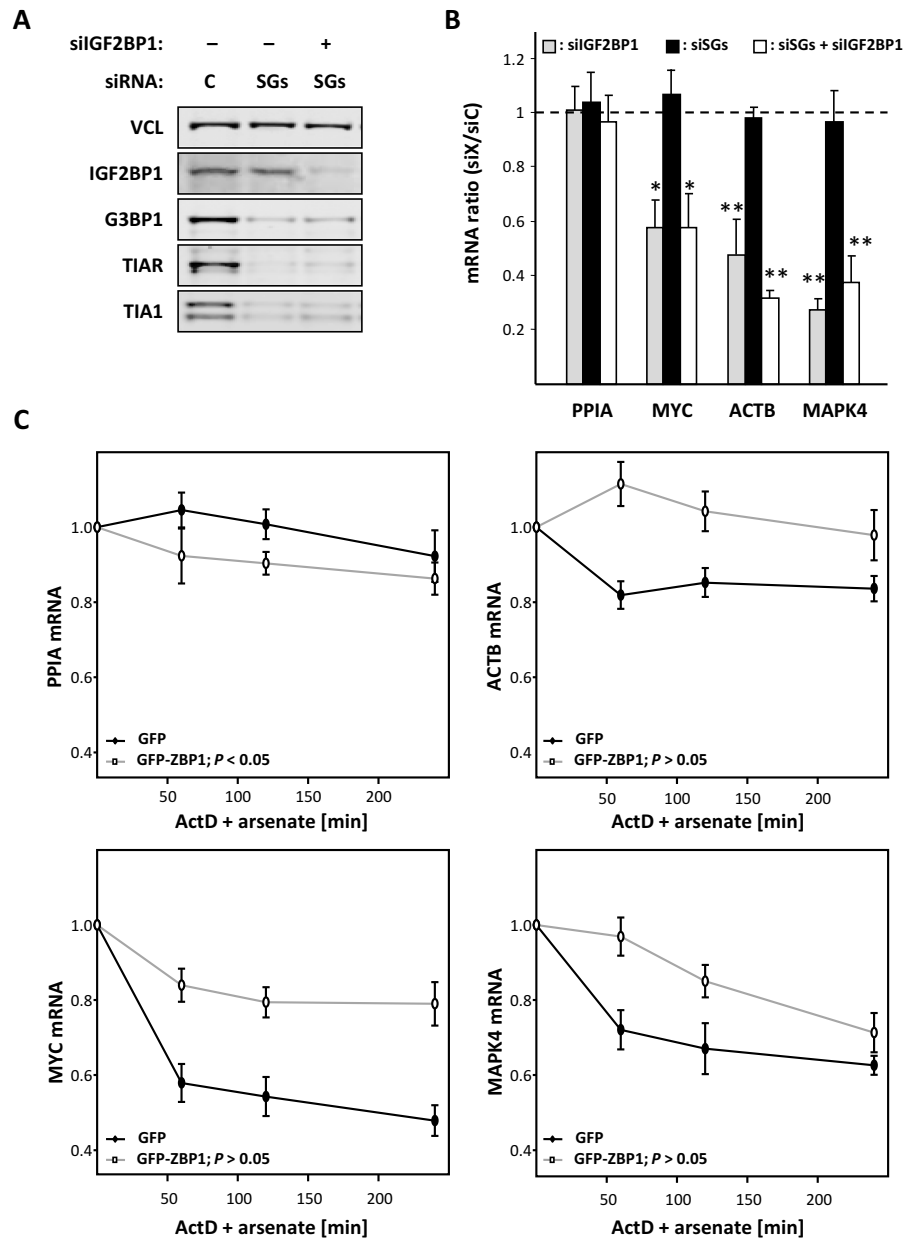 A
siIGF2BP1: – – +
siRNA: C SGs SGs
VCL
IGF2BP1
G3BP1
TIAR
TIA1
B
: siIGF2BP1 : siSGs : siSGs + siIGF2BP1
mRNA ratio (siX/siC)
1.2
1
0.8
0.6
0.4
0.2
* *
** **
** **
PPIA MYC ACTB MAPK4
C
PPIA mRNA
1.0
0.8
0.6
0.4
GFP
GFP-ZBP1; P < 0.05
50 100 150 200
ActD + arsenate [min]
ACTB mRNA
1.0
0.8
0.6
0.4
GFP
GFP-ZBP1; P > 0.05
50 100 150 200
ActD + arsenate [min]
MYC mRNA
1.0
0.8
0.6
0.4
GFP
GFP-ZBP1; P > 0.05
50 100 150 200
ActD + arsenate [min]
MAPK4 mRNA
1.0
0.8
0.6
0.4
GFP
GFP-ZBP1; P > 0.05
50 100 150 200
ActD + arsenate [min]